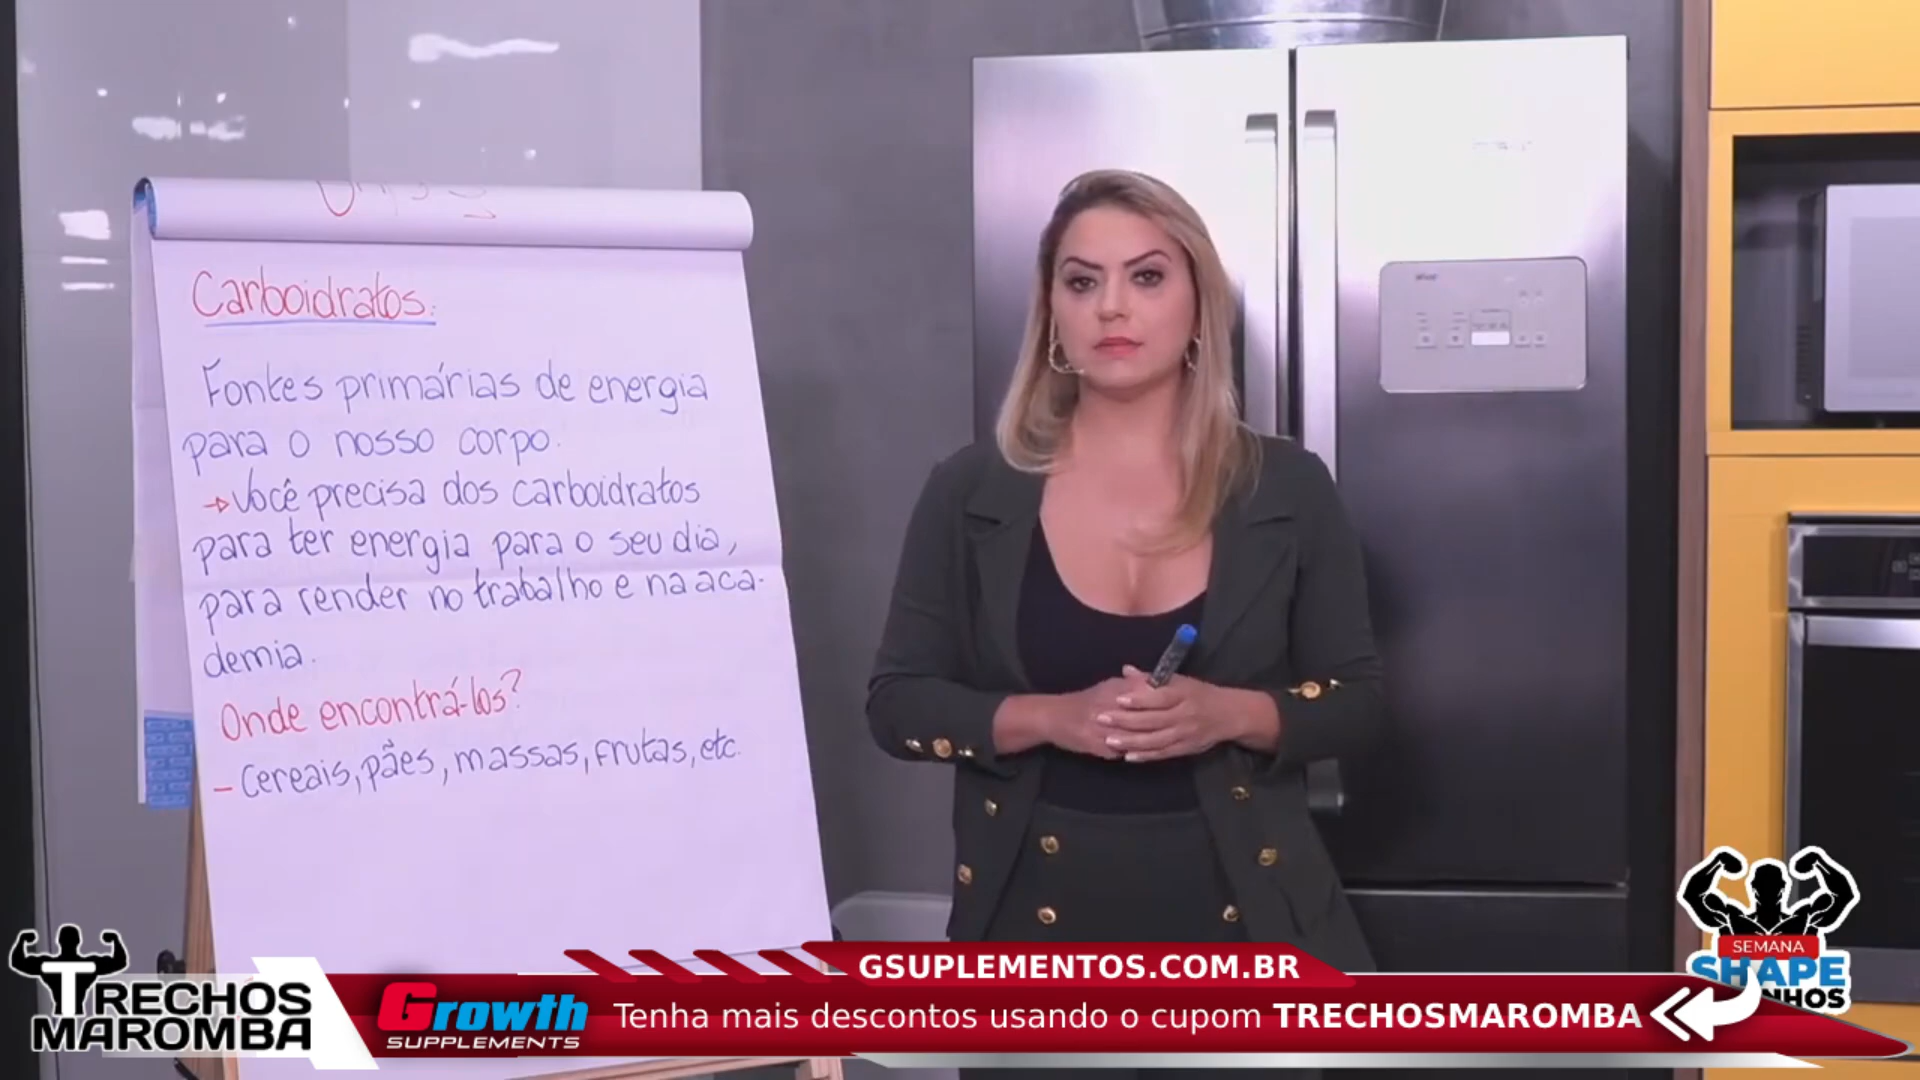 Carboidratos:
Fontes primárias de energia
para o nosso corpo.
→Você precisa dos carboidratos
para ter energia para o seu dia,
para render no trabalho e na aca-
demia.
Onde encontrá-los?
- Cereais, pães, massas, frutas, etc.
SEMANA
SHAPE
GSUPLEMENTOS.COM.BR
TRECHOS
MAROMBA
Growth
SUPPLEMENTS
Tenha mais descontos usando o cupom TRECHOSMAROMBA